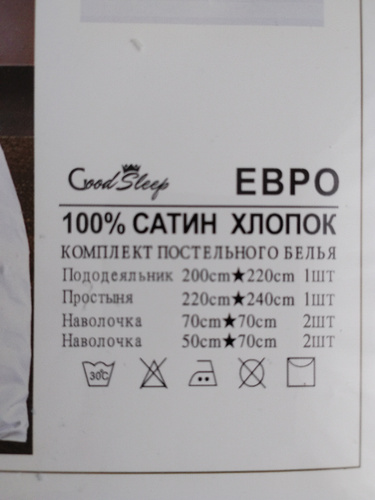 Good Sleep ЕВРО
100% САТИН ХЛОПОК
КОМПЛЕКТ ПОСТЕЛЬНОГО БЕЛЬЯ
Пододеяльник 200cm★220cm 1ШТ
Простыня 220cm★240cm 1ШТ
Наволочка 70cm★70cm 2ШТ
Наволочка 50cm★70cm 2ШТ
30°C